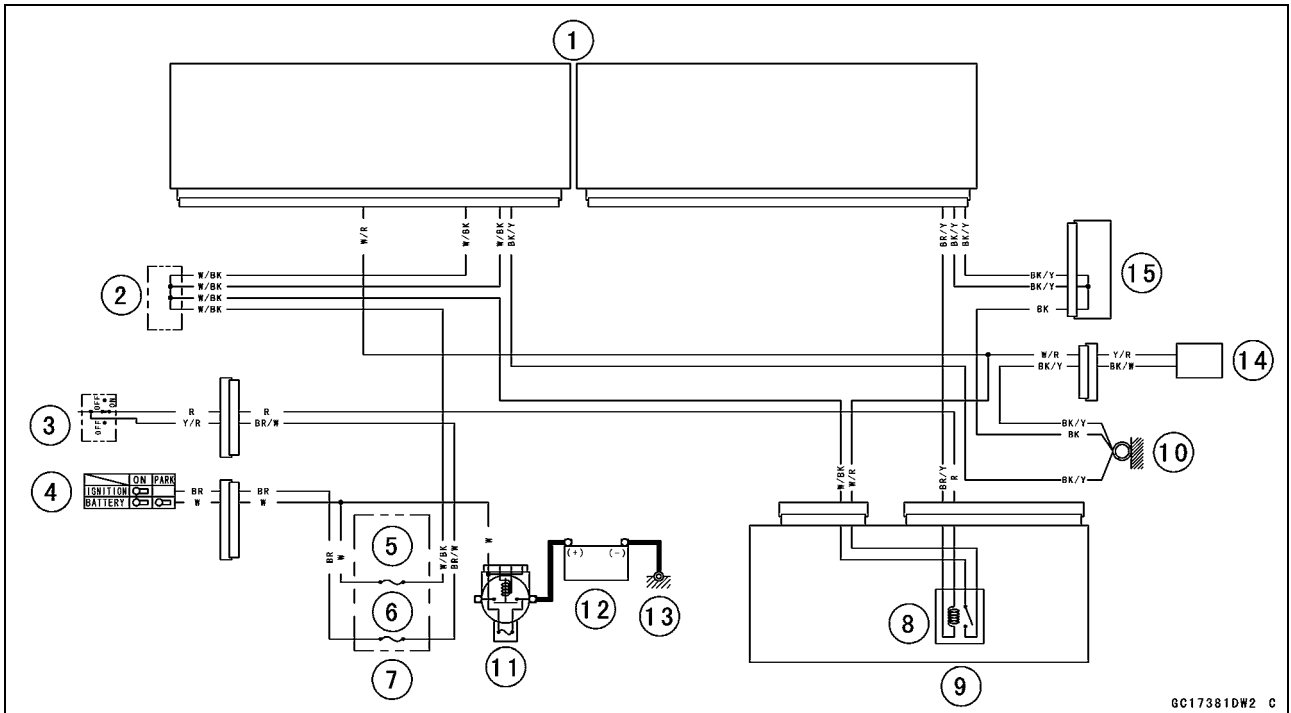 1
W/R
W/BK
W/BK
BK/Y
BR/Y
BK/Y
BK/Y
2
W/BK
W/BK
W/BK
W/BK
BK/Y
BK/Y
BK
15
W/R
BK/Y
Y/R
BK/W
14
3
OFF
ON
OFF
R
Y/R
R
BR/W
BK/Y
BK
BK/Y
10
4
ON PARK
IGNITION
BATTERY
BR
W
BR
W
W/BK
W/R
BR/Y
R
5
6
7
BR
W
W/BK
BR/W
W
(+) (-)
11
12
13
8
9
GC17381DW2 C